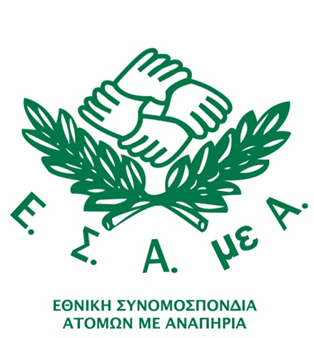 Ε. Σ. Α. με Α.
ΕΘΝΙΚΗ ΣΥΝΟΜΟΣΠΟΝΔΙΑ
ΑΤΟΜΩΝ ΜΕ ΑΝΑΠΗΡΙΑ